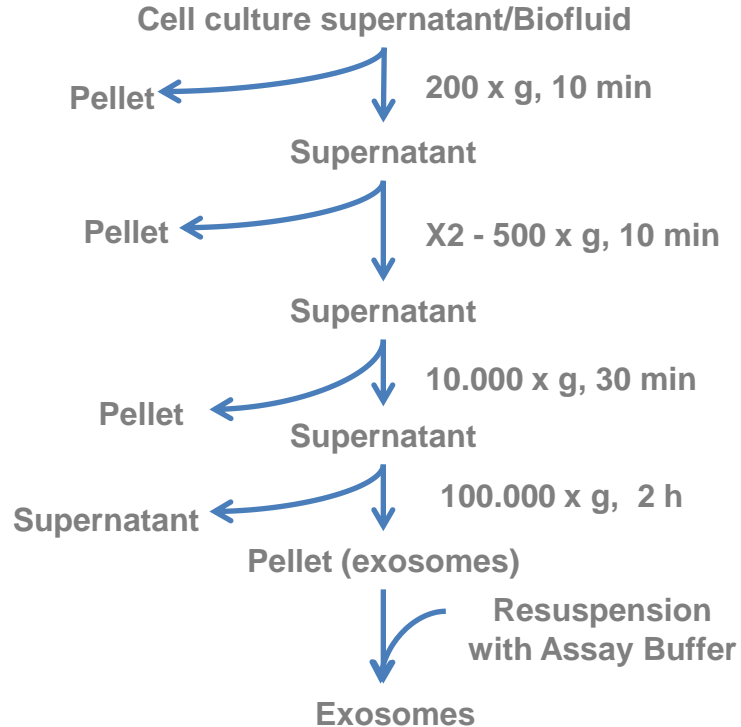 Cell culture supernatant/Biofluid
Pellet
200 x g, 10 min
Supernatant
Pellet
X2 - 500 x g, 10 min
Supernatant
10.000 x g, 30 min
Pellet
Supernatant
100.000 x g,  2 h
Supernatant
Pellet (exosomes)
Resuspension
with Assay Buffer
Exosomes